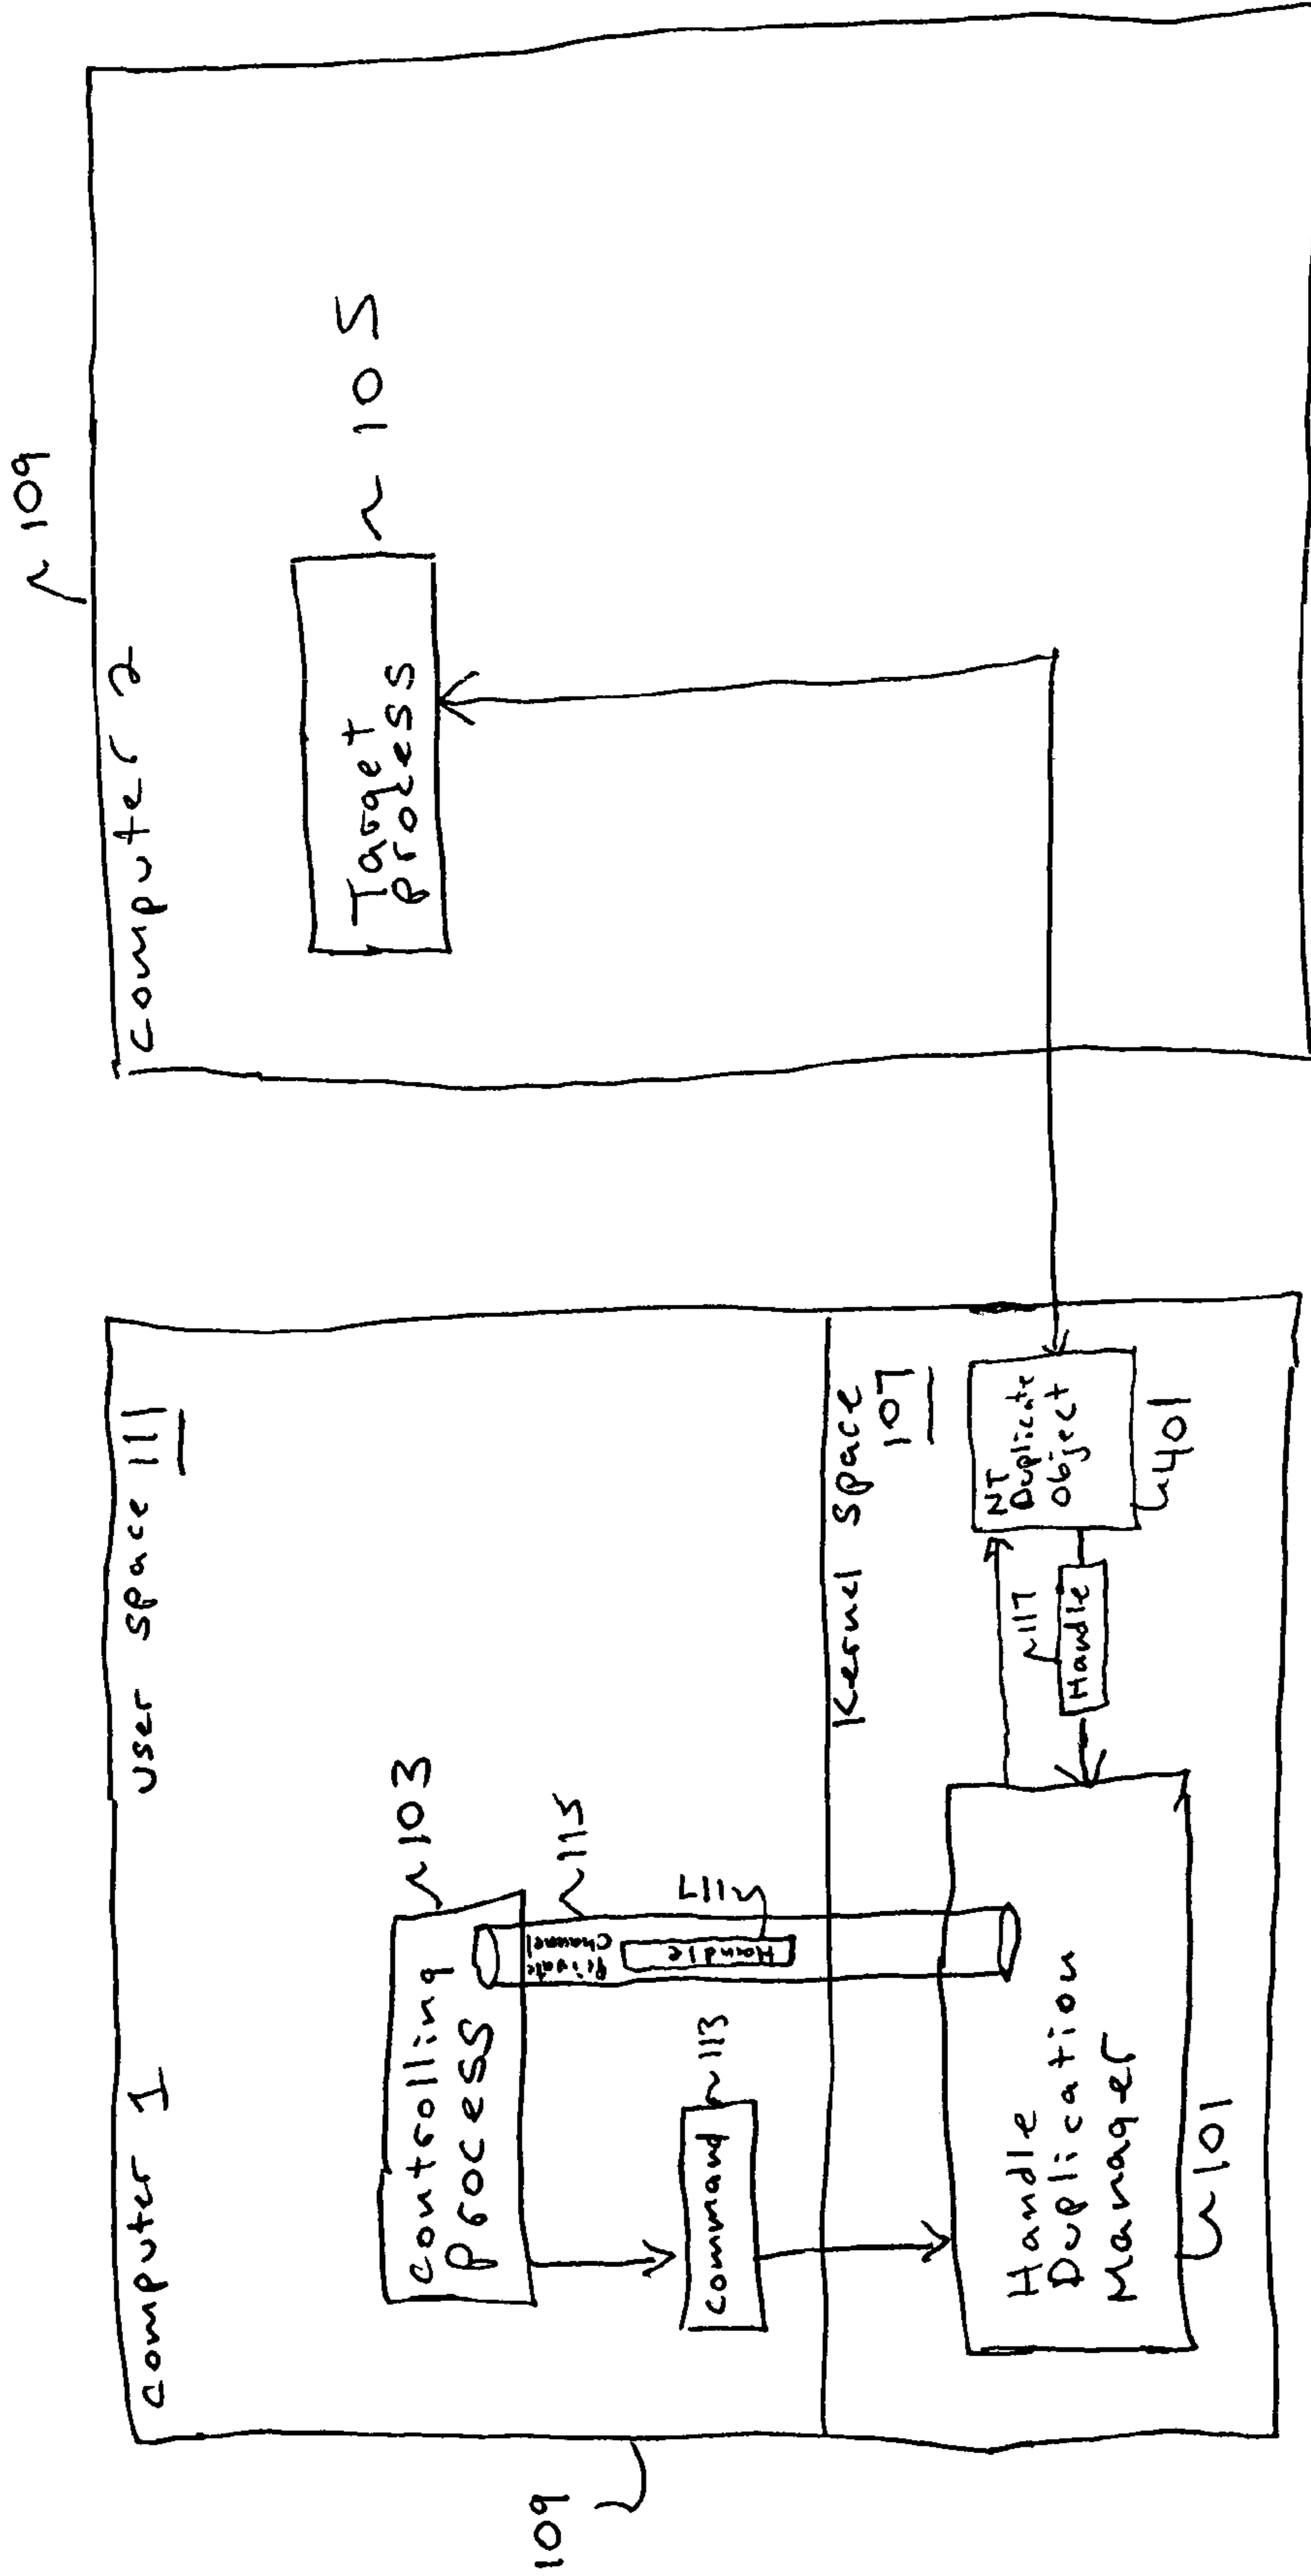 109
computer 1
user space 111
controlling
process
103
115
Private
Channel
Handle
117
command
113
Kernel space
107
Handle
Duplication
Manager
101
117
Handle
NT
Duplicate
Object
401
109
computer 2
Target
process
105